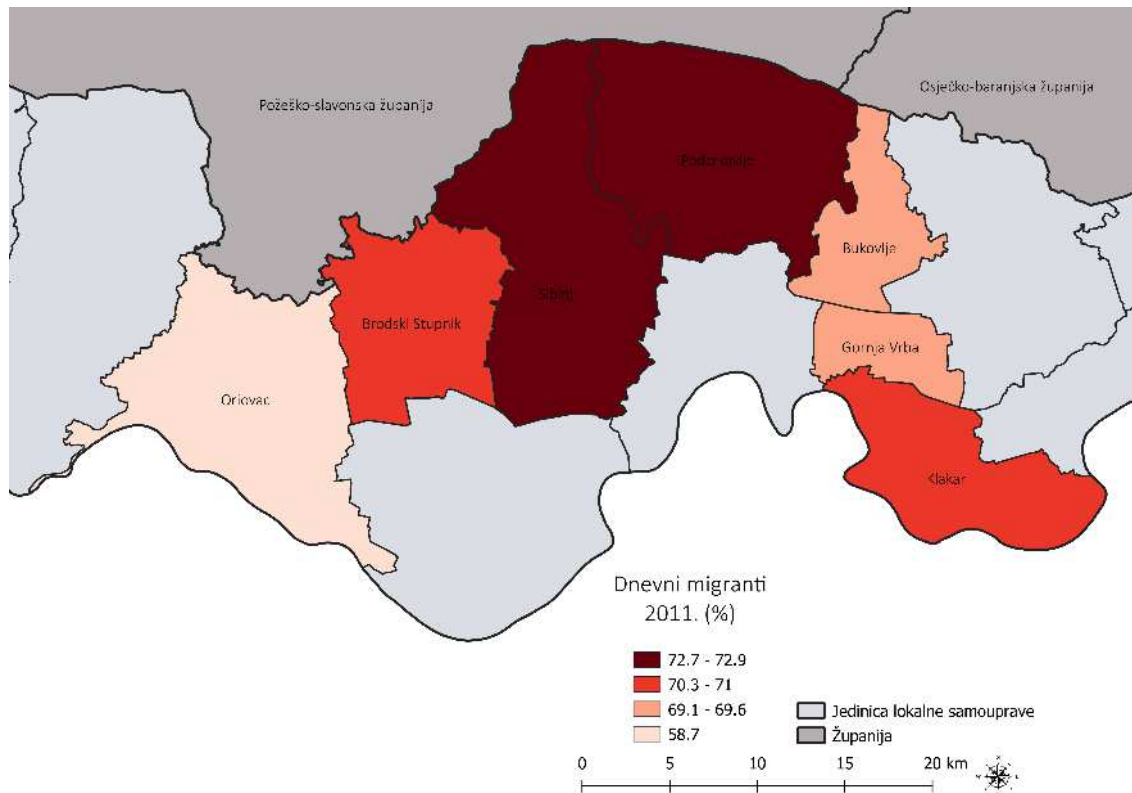 Požeško-slavonska županija
Osječko-baranjska županija
Podcrkavlje
Bukovlje
Sibinj
Brodski Stupnik
Gornja Vrba
Oriovac
Klakar
Dnevni migranti
2011. (%)
72.7 - 72.9
70.3 - 71
69.1 - 69.6
58.7
Jedinica lokalne samouprave
Županija
0 5 10 15 20 km